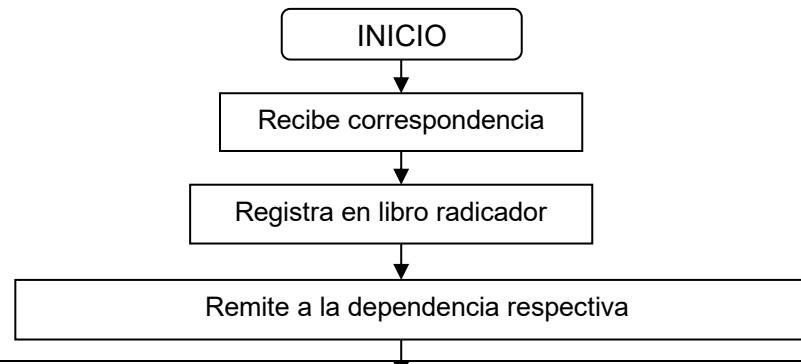 INICIO
Recibe correspondencia
Registra en libro radicador
Remite a la dependencia respectiva